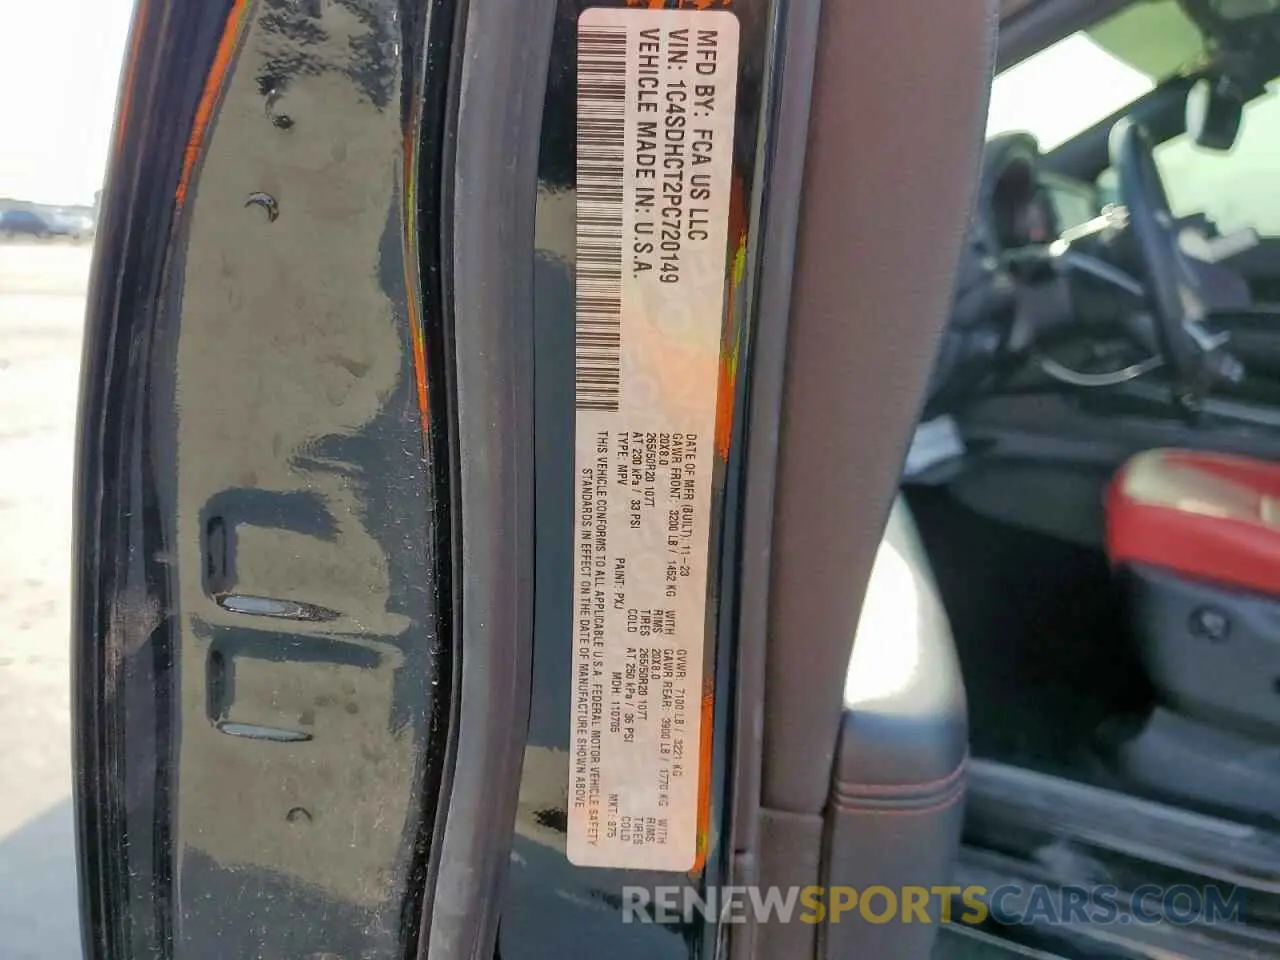 MFD BY: FCA US LLC
VIN: 1C4SDHCT2PC720149
VEHICLE MADE IN: U.S.A.
DATE OF MFR (BUILT): 11-23
GVWR: 7100 LB / 3221 KG
GAWR FRONT: 3200 LB / 1452 KG WITH
GAWR REAR: 3900 LB / 1770 KG WITH
20X8.0 RIMS
20X8.0 RIMS
265/50R20 107T TIRES
265/50R20 107T TIRES
AT 230 kPa / 33 PSI COLD
AT 250 kPa / 36 PSI COLD
TYPE: MPV PAINT: PXJ MDH: 110705 MKT: 875
THIS VEHICLE CONFORMS TO ALL APPLICABLE U.S.A. FEDERAL MOTOR VEHICLE SAFETY
STANDARDS IN EFFECT ON THE DATE OF MANUFACTURE SHOWN ABOVE
RENEWSPORTSCARS.COM